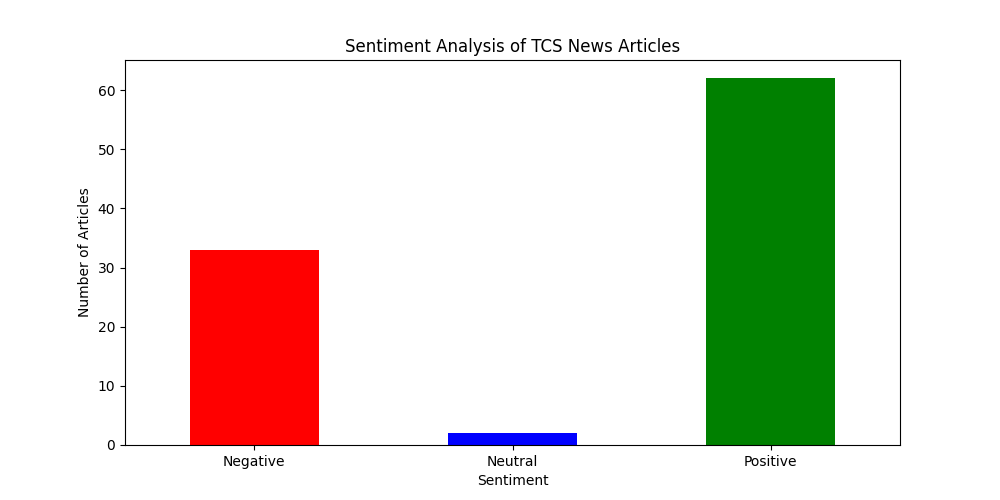 Sentiment Analysis of TCS News Articles
60
50
40
30
20
10
0
Number of Articles
Negative
Neutral
Positive
Sentiment